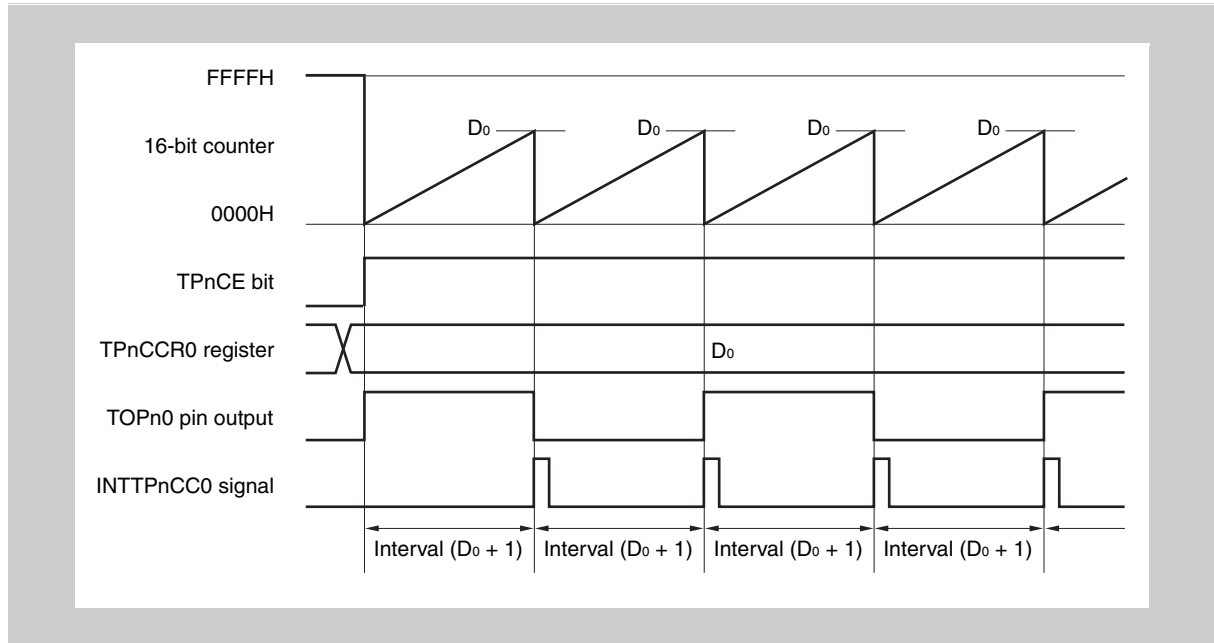 FFFFH
D₀ D₀ D₀ D₀
16-bit counter
0000H
TPnCE bit
TPnCCR0 register
D₀
TOPn0 pin output
INTTPnCC0 signal
Interval (D₀ + 1) Interval (D₀ + 1) Interval (D₀ + 1) Interval (D₀ + 1)